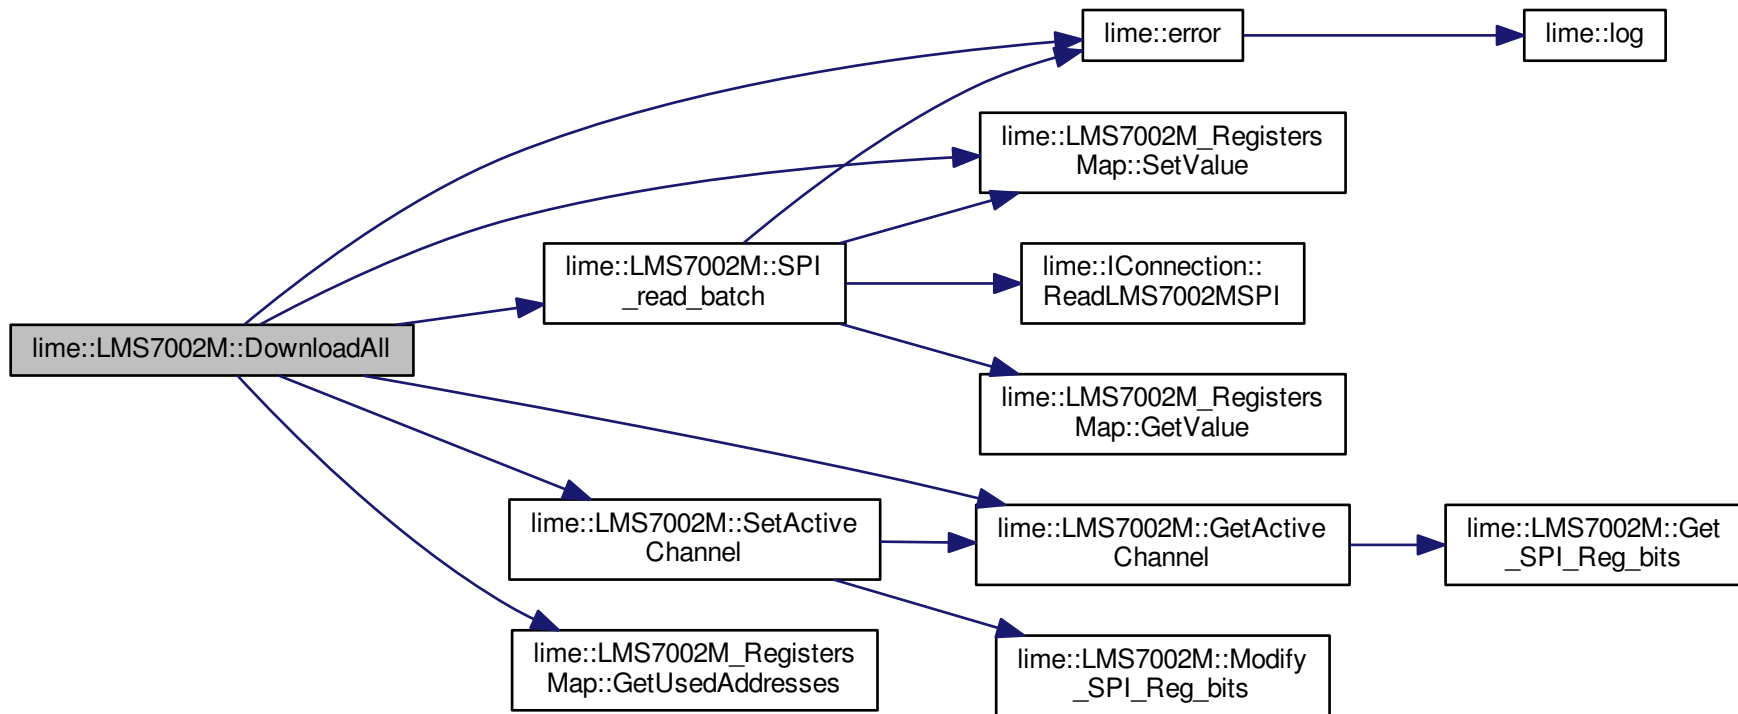 lime::error
lime::log
lime::LMS7002M_Registers
Map::SetValue
lime::LMS7002M::SPI
_read_batch
lime::IConnection::
ReadLMS7002MSPI
lime::LMS7002M::DownloadAll
lime::LMS7002M_Registers
Map::GetValue
lime::LMS7002M::SetActive
Channel
lime::LMS7002M::GetActive
Channel
lime::LMS7002M::Get
_SPI_Reg_bits
lime::LMS7002M_Registers
Map::GetUsedAddresses
lime::LMS7002M::Modify
_SPI_Reg_bits